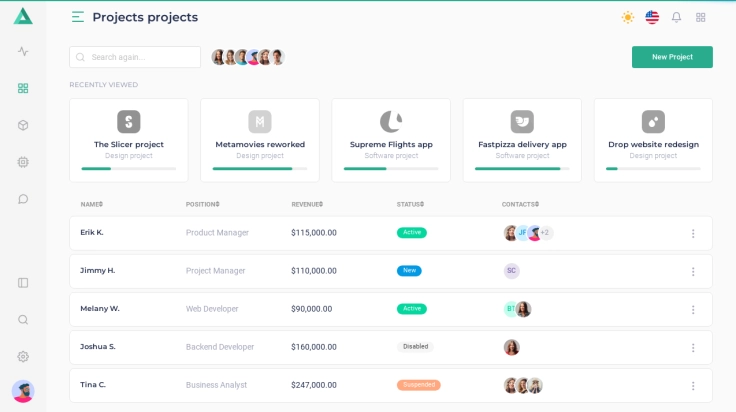 Projects projects
Search again...
New Project
RECENTLY VIEWED
The Slicer project
Design project
Metamovies reworked
Design project
Supreme Flights app
Software project
Fastpizza delivery app
Software project
Drop website redesign
Design project
NAME POSITION REVENUE STATUS CONTACTS
Erik K. Product Manager $115,000.00 Active JF +2
Jimmy H. Project Manager $110,000.00 New SC
Melany W. Web Developer $90,000.00 Active BT
Joshua S. Backend Developer $160,000.00 Disabled
Tina C. Business Analyst $247,000.00 Suspended